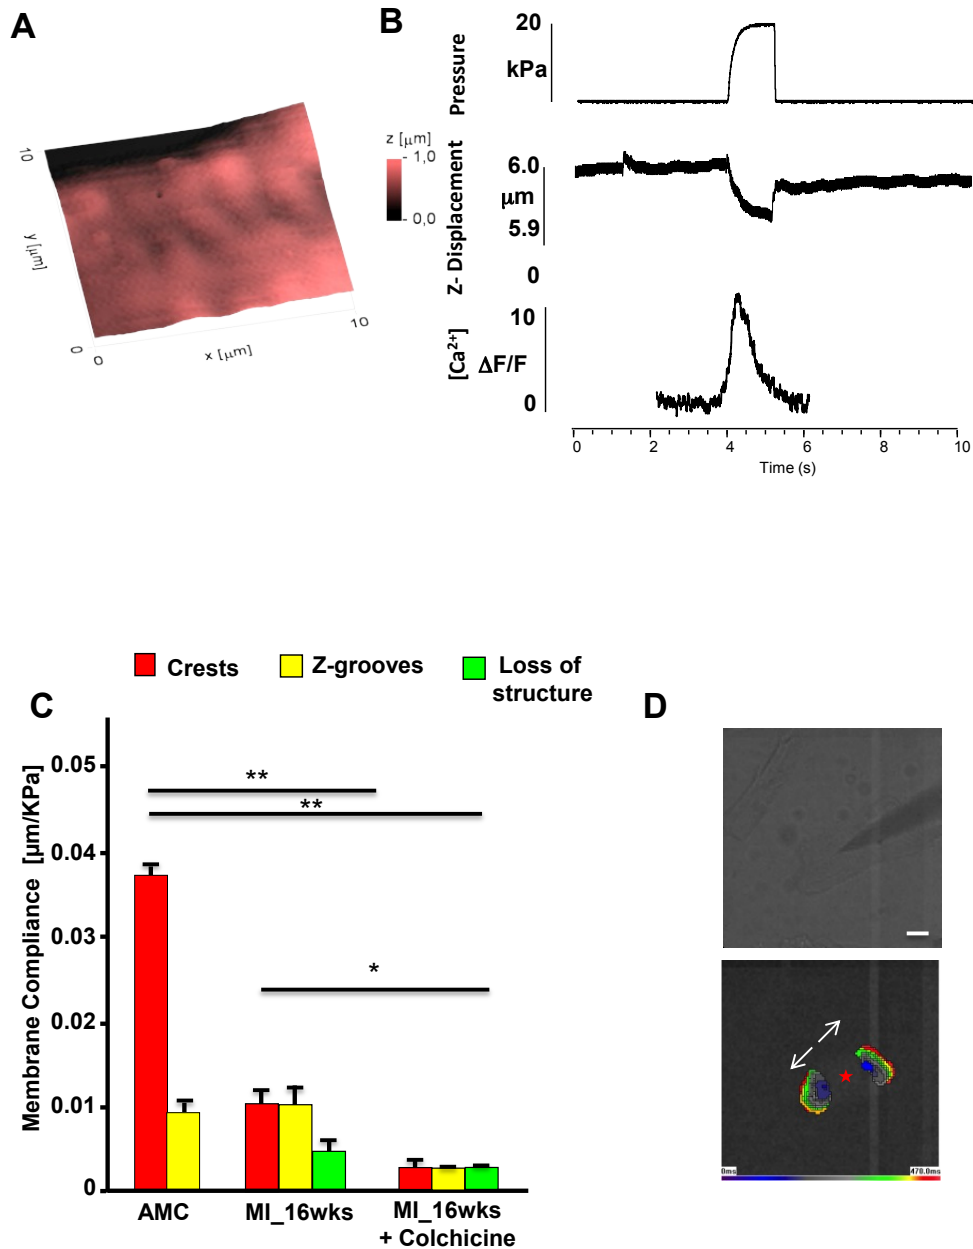 A
10
y [µm]
0
0
x [µm]
10
z [µm]
1,0
0,0
B
Pressure
20
kPa
Z- Displacement
6.0
µm
5.9
0
[Ca²⁺]
10
ΔF/F
0
0 2 4 6 8 10
Time (s)
Crests
Z-grooves
Loss of
structure
C
Membrane Compliance [µm/KPa]
0.05
0.04
0.03
0.02
0.01
0
**
**
*
AMC
MI_16wks
MI_16wks
+ Colchicine
D
0ms 478.0ms